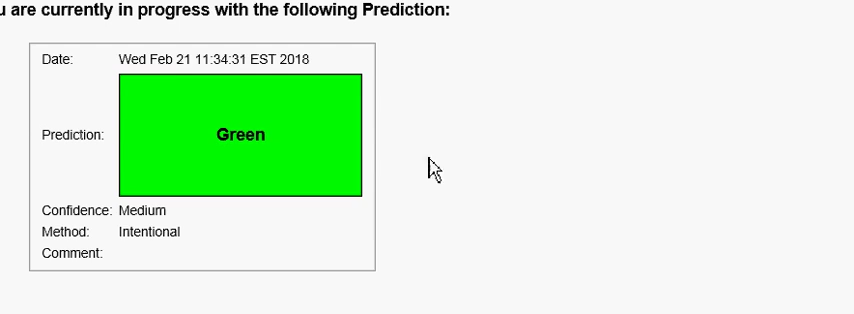 are currently in progress with the following Prediction:
Date: Wed Feb 21 11:34:31 EST 2018
Prediction: Green
Confidence: Medium
Method: Intentional
Comment: